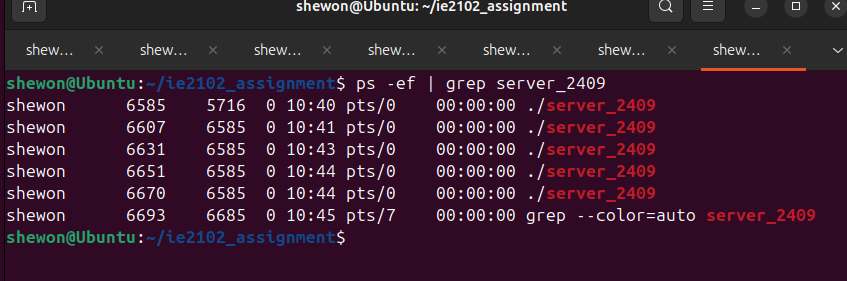 shewon@Ubuntu: ~/ie2102_assignment
shew... shew... shew... shew... shew... shew... shew...
shewon@Ubuntu:~/ie2102_assignment$ ps -ef | grep server_2409
shewon 6585 5716 0 10:40 pts/0 00:00:00 ./server_2409
shewon 6607 6585 0 10:41 pts/0 00:00:00 ./server_2409
shewon 6631 6585 0 10:43 pts/0 00:00:00 ./server_2409
shewon 6651 6585 0 10:44 pts/0 00:00:00 ./server_2409
shewon 6670 6585 0 10:44 pts/0 00:00:00 ./server_2409
shewon 6693 6685 0 10:45 pts/7 00:00:00 grep --color=auto server_2409
shewon@Ubuntu:~/ie2102_assignment$